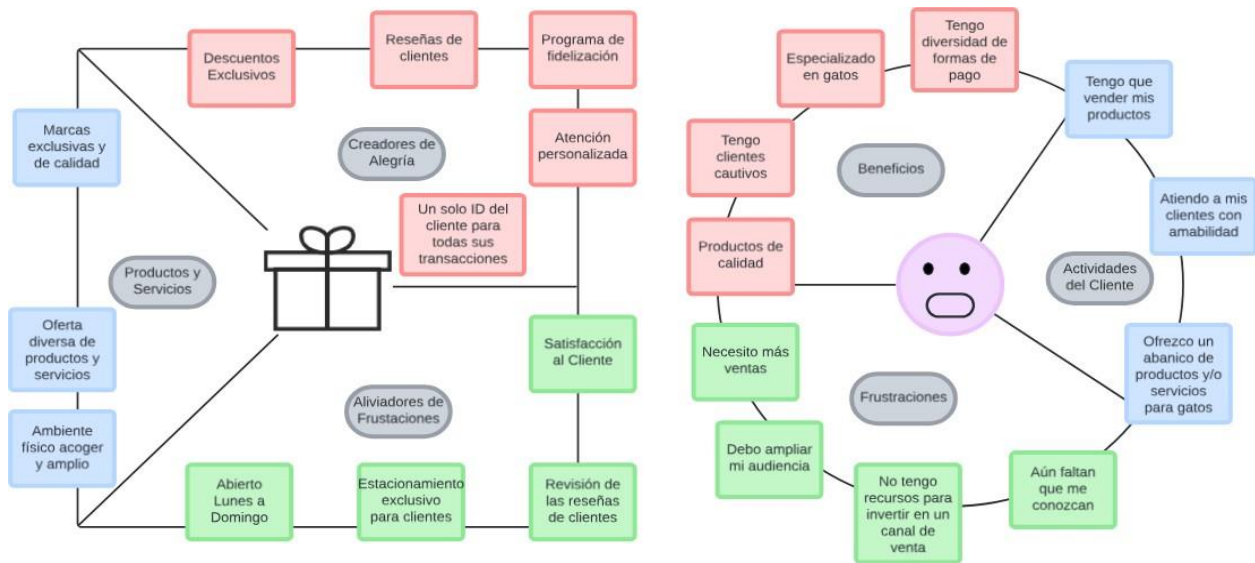 Descuentos
Exclusivos
Reseñas de
clientes
Programa de
fidelización
Marcas
exclusivas y
de calidad
Creadores de
Alegría
Atención
personalizada
Un solo ID del
cliente para
todas sus
transacciones
Productos y
Servicios
Oferta
diversa de
productos y
servicios
Satisfacción
al Cliente
Aliviadores de
Frustaciones
Ambiente
físico acoger
y amplio
Abierto
Lunes a
Domingo
Estacionamiento
exclusivo
para clientes
Revisión de
las reseñas
de clientes
Especializado
en gatos
Tengo
diversidad de
formas de
pago
Tengo que
vender mis
productos
Tengo
clientes
cautivos
Beneficios
Atiendo a mis
clientes con
amabilidad
Productos de
calidad
Actividades
del Cliente
Necesito más
ventas
Frustraciones
Ofrezco un
abanico de
productos y/o
servicios
para gatos
Debo ampliar
mi audiencia
No tengo
recursos para
invertir en un
canal de
venta
Aún faltan
que me
conozcan